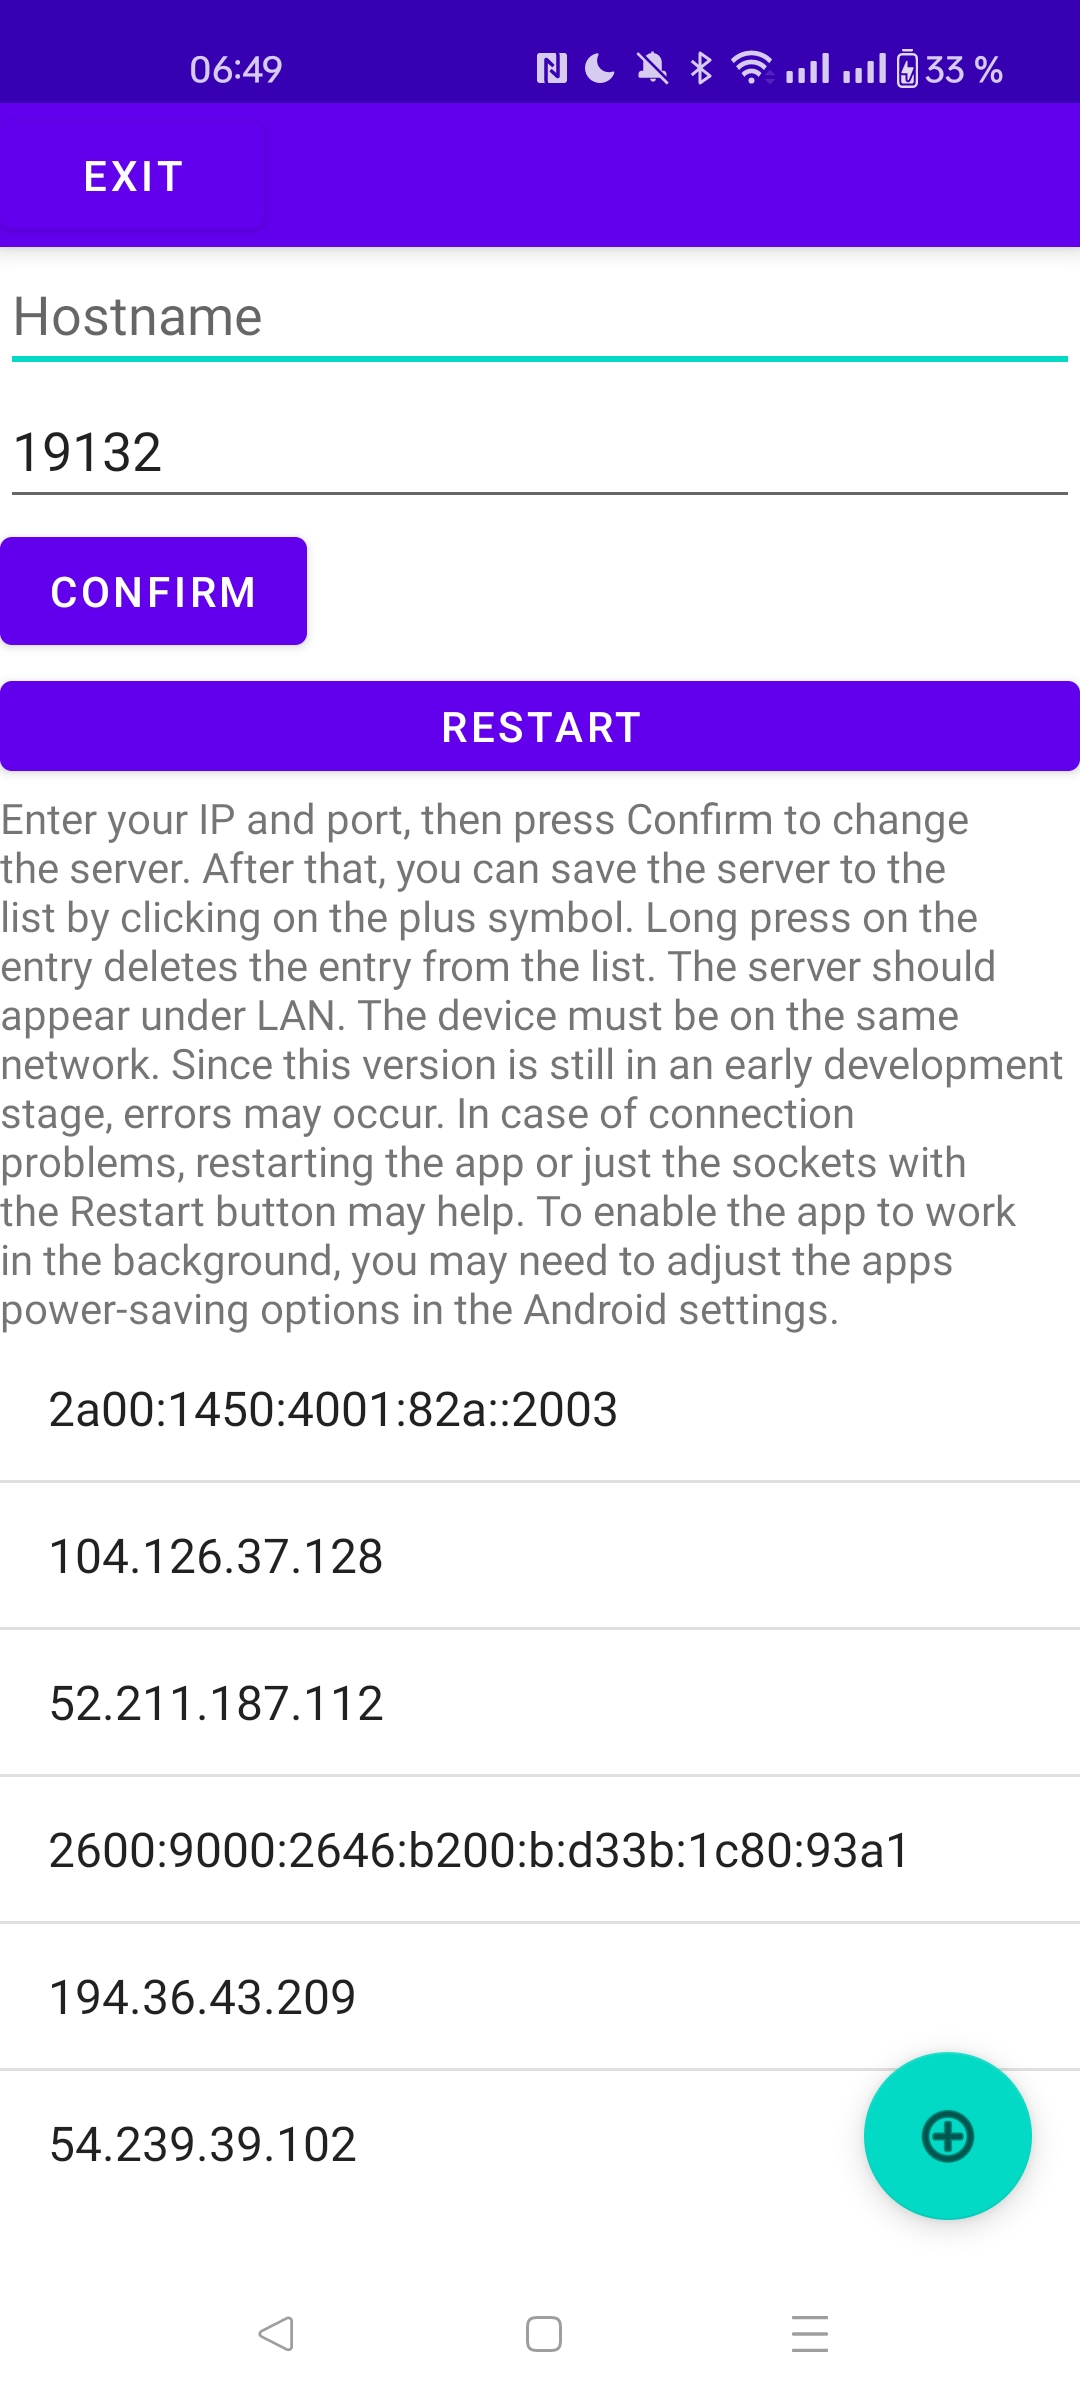 06:49
33 %
EXIT
Hostname
19132
CONFIRM
RESTART
Enter your IP and port, then press Confirm to change
the server. After that, you can save the server to the
list by clicking on the plus symbol. Long press on the
entry deletes the entry from the list. The server should
appear under LAN. The device must be on the same
network. Since this version is still in an early development
stage, errors may occur. In case of connection
problems, restarting the app or just the sockets with
the Restart button may help. To enable the app to work
in the background, you may need to adjust the apps
power-saving options in the Android settings.
2a00:1450:4001:82a::2003
104.126.37.128
52.211.187.112
2600:9000:2646:b200:b:d33b:1c80:93a1
194.36.43.209
54.239.39.102